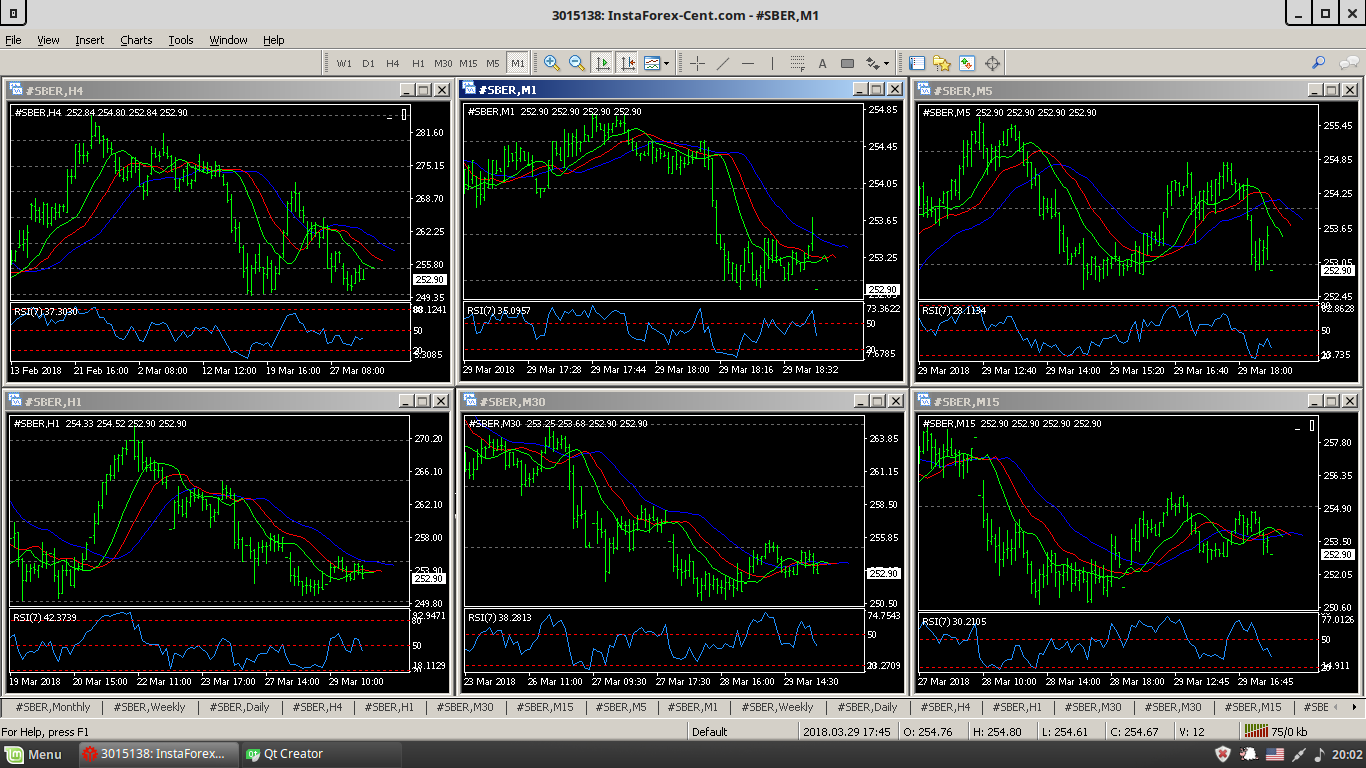 3015138: InstaForex-Cent.com - #SBER,M1
File View Insert Charts Tools Window Help
W1 D1 H4 H1 M30 M15 M5 M1
A
#SBER,H4
#SBER,H4 252.84 254.80 252.84 252.90
281.60
275.15
268.70
262.25
255.80
252.90
249.35
RSI(7) 37.3030
50
13 Feb 2018 21 Feb 16:00 2 Mar 08:00 12 Mar 12:00 19 Mar 16:00 27 Mar 08:00
#SBER,M1
#SBER,M1 252.90 252.90 252.90 252.90
254.85
254.45
254.05
253.65
253.25
252.90
RSI(7) 35.0957
73.3622
50
29 Mar 2018 29 Mar 17:28 29 Mar 17:44 29 Mar 18:00 29 Mar 18:16 29 Mar 18:32
#SBER,M5
#SBER,M5 252.90 252.90 252.90 252.90
255.45
254.85
254.25
253.65
253.05
252.90
252.45
RSI(7) 28.1134
50
29 Mar 2018 29 Mar 12:40 29 Mar 14:00 29 Mar 15:20 29 Mar 16:40 29 Mar 18:00
#SBER,H1
#SBER,H1 254.33 254.52 252.90 252.90
270.20
266.10
262.10
258.00
253.90
252.90
249.80
RSI(7) 42.3739
50
19 Mar 2018 20 Mar 15:00 22 Mar 11:00 23 Mar 17:00 27 Mar 14:00 29 Mar 10:00
#SBER,M30
#SBER,M30 253.25 253.68 252.90 252.90
263.85
261.15
258.50
255.85
252.90
250.50
RSI(7) 38.2813
74.7543
50
23 Mar 2018 26 Mar 11:00 27 Mar 09:30 27 Mar 17:30 28 Mar 16:00 29 Mar 14:30
#SBER,M15
#SBER,M15 252.90 252.90 252.90 252.90
257.80
256.35
254.90
253.50
252.90
252.05
250.60
RSI(7) 30.2105
77.0126
50
27 Mar 2018 28 Mar 10:00 28 Mar 14:00 28 Mar 18:00 29 Mar 12:45 29 Mar 16:45
#SBER,Monthly #SBER,Weekly #SBER,Daily #SBER,H4 #SBER,H1 #SBER,M30 #SBER,M15 #SBER,M5 #SBER,M1 #SBER,Weekly #SBER,Daily #SBER,H4 #SBER,H1 #SBER,M30 #SBER,M30 #SBER,M15 #SBE
For Help, press F1 Default 2018.03.29 17:45 O: 254.76 H: 254.80 L: 254.61 C: 254.67 V: 12 75/0 kb
Menu 3015138: InstaForex... Qt Creator 20:02